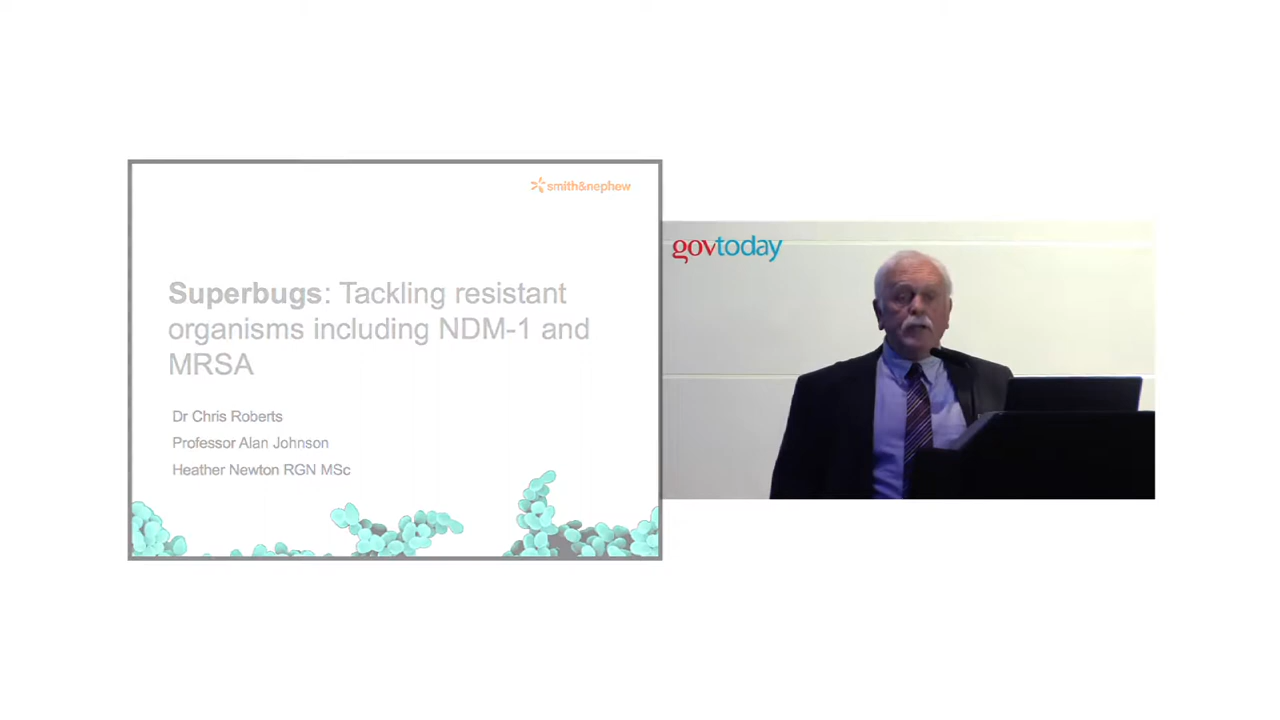 smith&nephew
Superbugs: Tackling resistant
organisms including NDM-1 and
MRSA
Dr Chris Roberts
Professor Alan Johnson
Heather Newton RGN MSc
govtoday